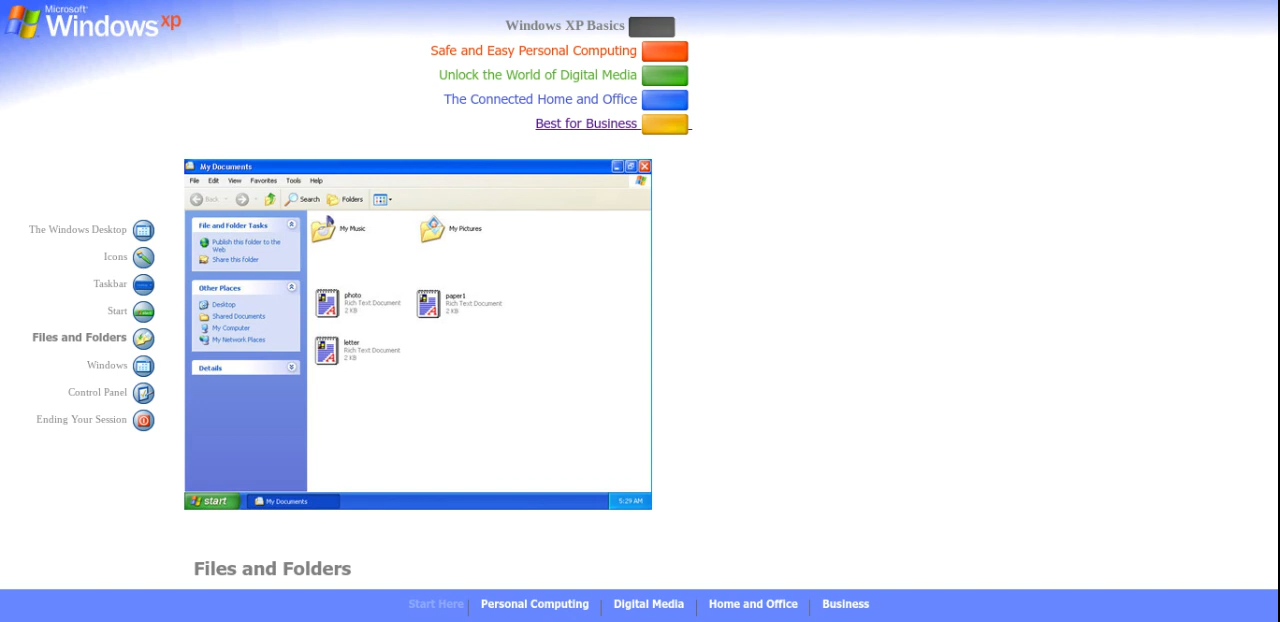 Microsoft
Windows xp
Windows XP Basics
Safe and Easy Personal Computing
Unlock the World of Digital Media
The Connected Home and Office
Best for Business
The Windows Desktop
Icons
Taskbar
Start
Files and Folders
Windows
Control Panel
Ending Your Session
My Documents
File Edit View Favorites Tools Help
Back Search Folders
File and Folder Tasks
Publish this folder to the
Web
Share this folder
Other Places
Desktop
Shared Documents
My Computer
My Network Places
Details
My Music
My Pictures
photo
Rich Text Document
2 KB
paper1
Rich Text Document
2 KB
letter
Rich Text Document
2 KB
start
My Documents
5:29 AM
Files and Folders
Start Here Personal Computing Digital Media Home and Office Business